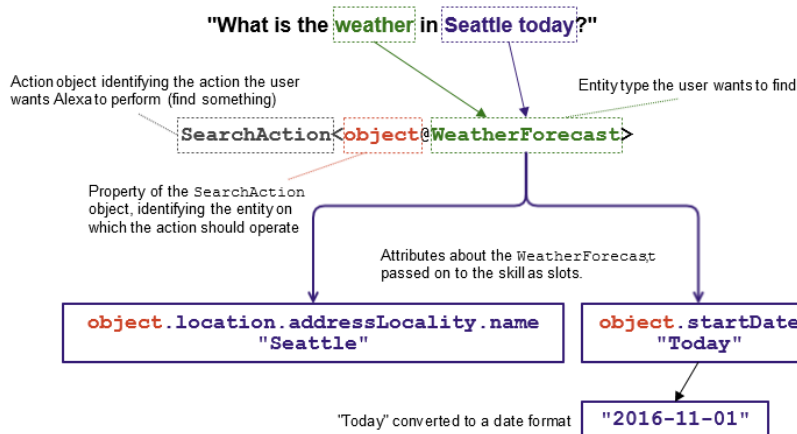 "What is the weather in Seattle today?"
Action object identifying the action the user
wants Alexa to perform (find something)
Entity type the user wants to find
SearchAction<object@WeatherForecast>
Property of the SearchAction
object, identifying the entity on
which the action should operate
Attributes about the WeatherForecast,
passed on to the skill as slots.
object.location.addressLocality.name
"Seattle"
object.startDate
"Today"
"Today" converted to a date format
"2016-11-01"